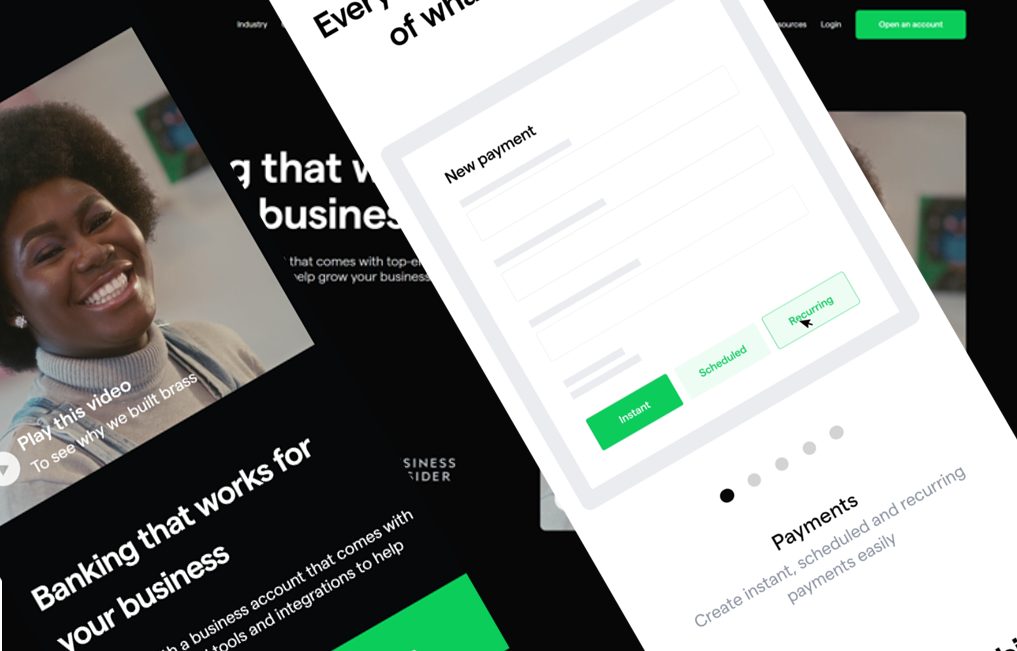 Industry
Login
Open an account
that
busines
that comes with top-
help grow your business
SINESS
SIDER
Play this video
To see why we built brass
Banking that works for
your business
a business account that comes with
tools and integrations to help
Every
of
New payment
Instant
Scheduled
Recurring
Payments
Create instant, scheduled and recurring
payments easily